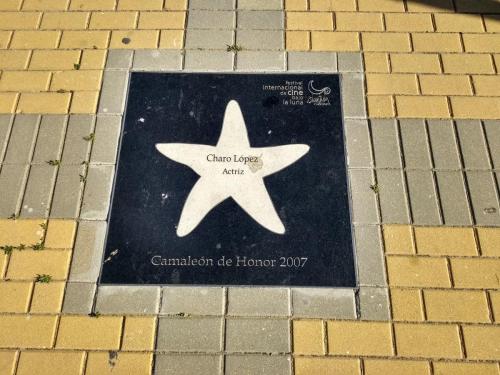 festival
internacional
de cine
bajo
la luna
Charo López
Actriz
Camaleón de Honor 2007